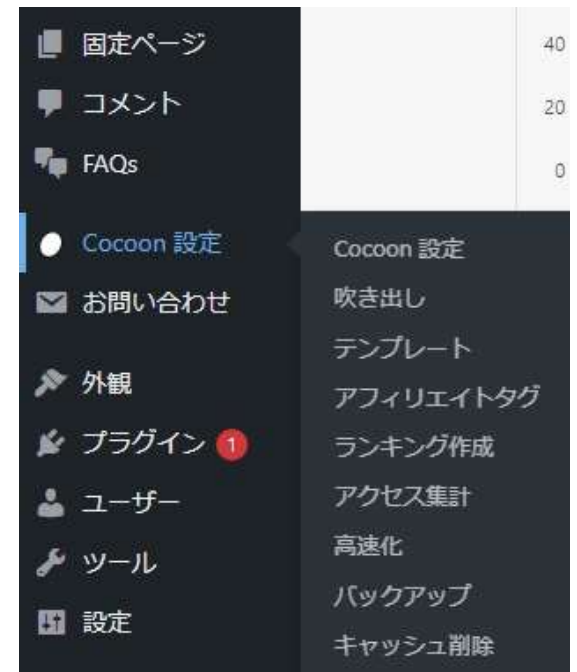 固定ページ
コメント
FAQs
Cocoon 設定
お問い合わせ
外観
プラグイン 1
ユーザー
ツール
設定
40
20
0
Cocoon 設定
吹き出し
テンプレート
アフィリエイトタグ
ランキング作成
アクセス集計
高速化
バックアップ
キャッシュ削除